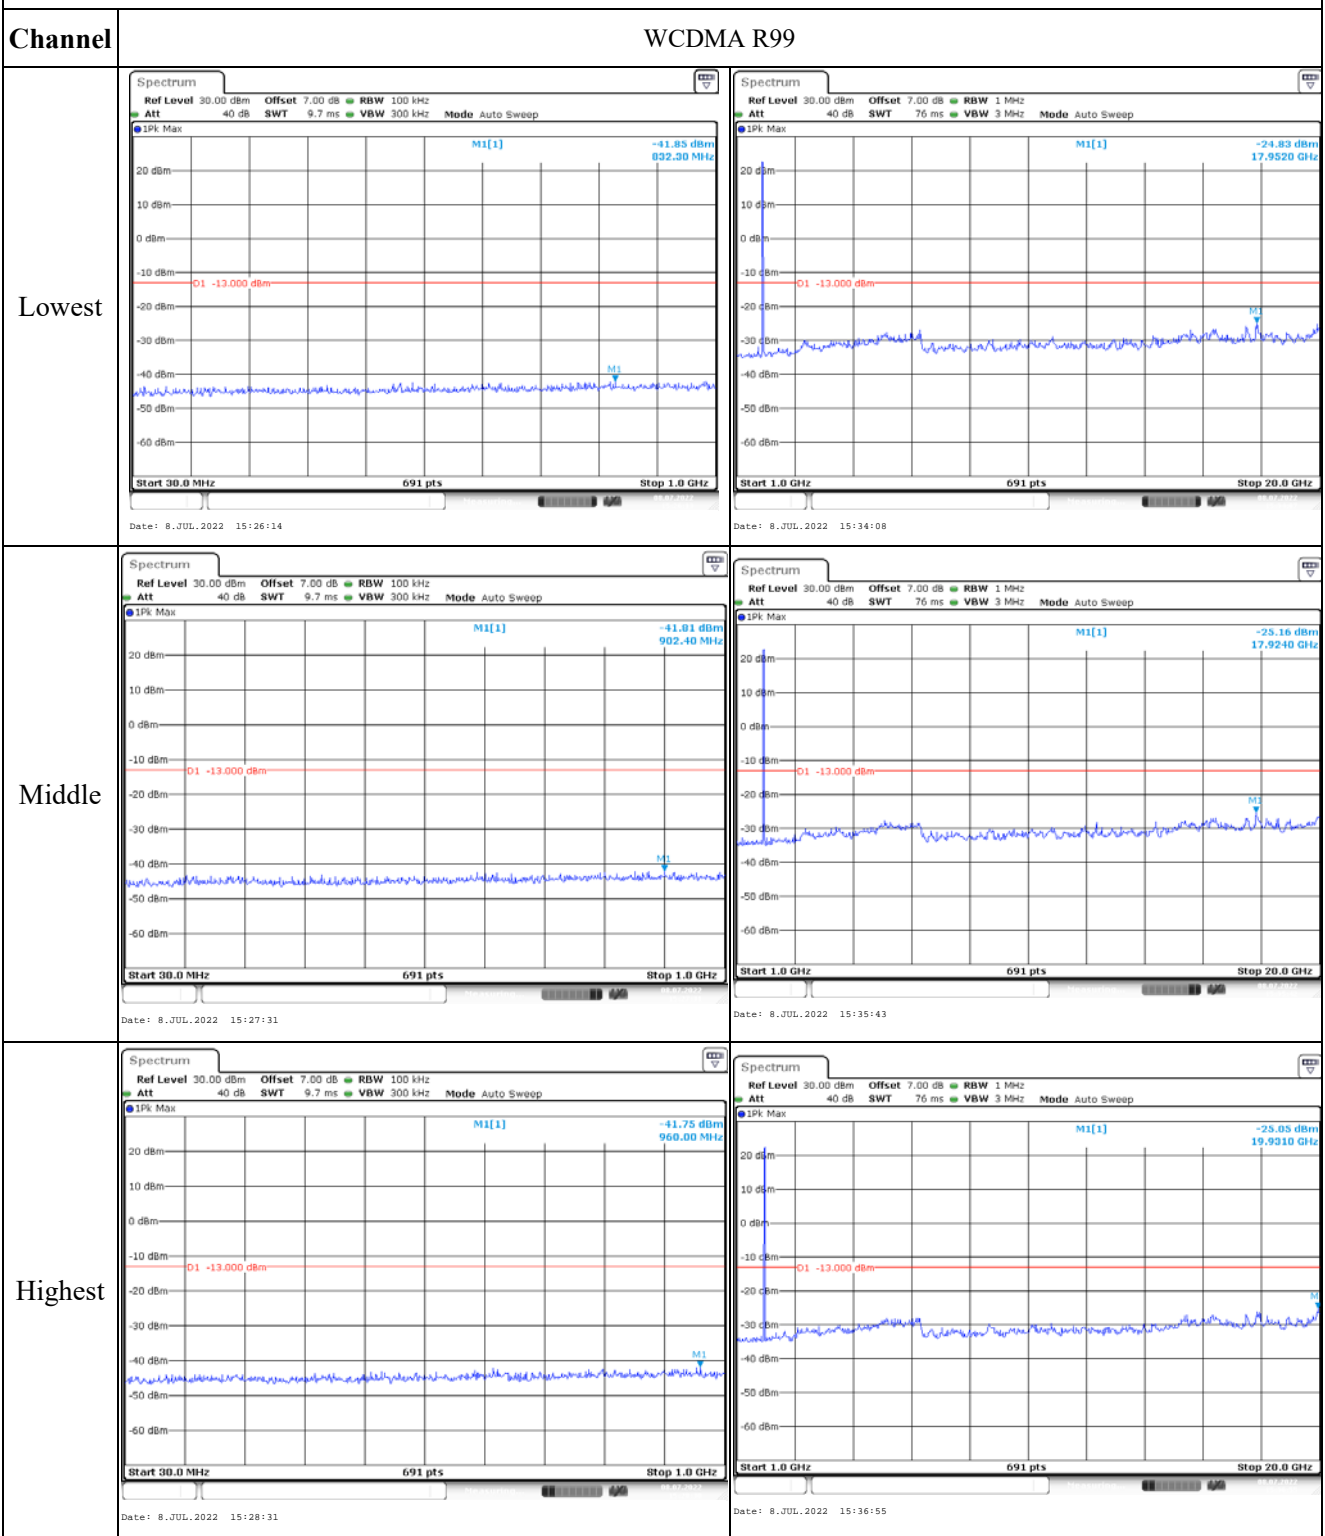 Channel
WCDMA R99
Lowest
Spectrum
Ref Level 30.00 dBm Offset 7.00 dB RBW 100 kHz
Att 40 dB SWT 9.7 ms VBW 300 kHz Mode Auto Sweep
1Pk Max
M1[1] -41.85 dBm
832.30 MHz
20 dBm
10 dBm
0 dBm
-10 dBm
D1 -13.000 dBm
-20 dBm
-30 dBm
M1
-40 dBm
-50 dBm
-60 dBm
Start 30.0 MHz 691 pts Stop 1.0 GHz
Date: 8.JUL.2022 15:26:14
Spectrum
Ref Level 30.00 dBm Offset 7.00 dB RBW 1 MHz
Att 40 dB SWT 76 ms VBW 3 MHz Mode Auto Sweep
1Pk Max
M1[1] -24.83 dBm
17.9520 GHz
20 dBm
10 dBm
0 dBm
-10 dBm
D1 -13.000 dBm
-20 dBm
M1
-30 dBm
-40 dBm
-50 dBm
-60 dBm
Start 1.0 GHz 691 pts Stop 20.0 GHz
Date: 8.JUL.2022 15:34:08
Middle
Spectrum
Ref Level 30.00 dBm Offset 7.00 dB RBW 100 kHz
Att 40 dB SWT 9.7 ms VBW 300 kHz Mode Auto Sweep
1Pk Max
M1[1] -41.81 dBm
902.40 MHz
20 dBm
10 dBm
0 dBm
-10 dBm
D1 -13.000 dBm
-20 dBm
-30 dBm
M1
-40 dBm
-50 dBm
-60 dBm
Start 30.0 MHz 691 pts Stop 1.0 GHz
Date: 8.JUL.2022 15:27:31
Spectrum
Ref Level 30.00 dBm Offset 7.00 dB RBW 1 MHz
Att 40 dB SWT 76 ms VBW 3 MHz Mode Auto Sweep
1Pk Max
M1[1] -25.16 dBm
17.9240 GHz
20 dBm
10 dBm
0 dBm
-10 dBm
D1 -13.000 dBm
-20 dBm
M1
-30 dBm
-40 dBm
-50 dBm
-60 dBm
Start 1.0 GHz 691 pts Stop 20.0 GHz
Date: 8.JUL.2022 15:35:43
Highest
Spectrum
Ref Level 30.00 dBm Offset 7.00 dB RBW 100 kHz
Att 40 dB SWT 9.7 ms VBW 300 kHz Mode Auto Sweep
1Pk Max
M1[1] -41.75 dBm
960.00 MHz
20 dBm
10 dBm
0 dBm
-10 dBm
D1 -13.000 dBm
-20 dBm
-30 dBm
M1
-40 dBm
-50 dBm
-60 dBm
Start 30.0 MHz 691 pts Stop 1.0 GHz
Date: 8.JUL.2022 15:28:31
Spectrum
Ref Level 30.00 dBm Offset 7.00 dB RBW 1 MHz
Att 40 dB SWT 76 ms VBW 3 MHz Mode Auto Sweep
1Pk Max
M1[1] -25.05 dBm
19.9310 GHz
20 dBm
10 dBm
0 dBm
-10 dBm
D1 -13.000 dBm
-20 dBm
M
-30 dBm
-40 dBm
-50 dBm
-60 dBm
Start 1.0 GHz 691 pts Stop 20.0 GHz
Date: 8.JUL.2022 15:36:55